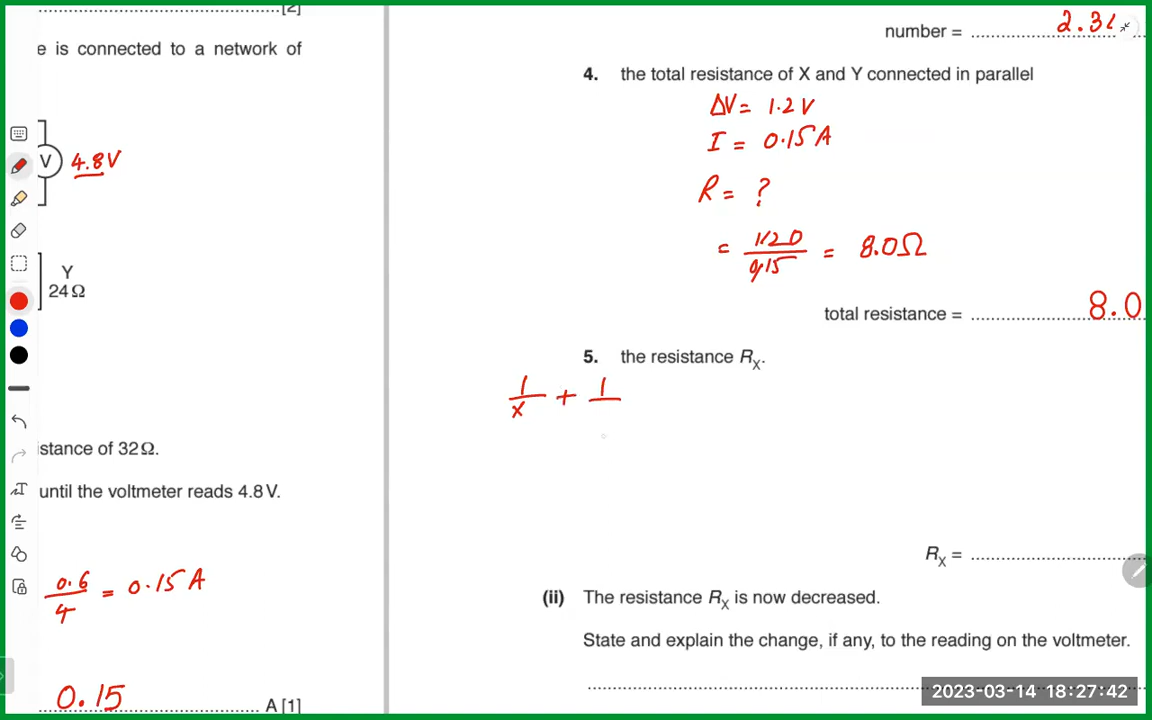 [2]
e is connected to a network of
V 4.8V
Y
24 Ω
istance of 32 Ω.
until the voltmeter reads 4.8 V.
0.6/4 = 0.15 A
0.15 A [1]
number =
4. the total resistance of X and Y connected in parallel
ΔV = 1.2 V
I = 0.15 A
R = ?
= 1.20/0.15 = 8.0 Ω
total resistance = 8.0
5. the resistance RX.
1/x + 1
RX =
(ii) The resistance RX is now decreased.
State and explain the change, if any, to the reading on the voltmeter.
2023-03-14 18:27:42